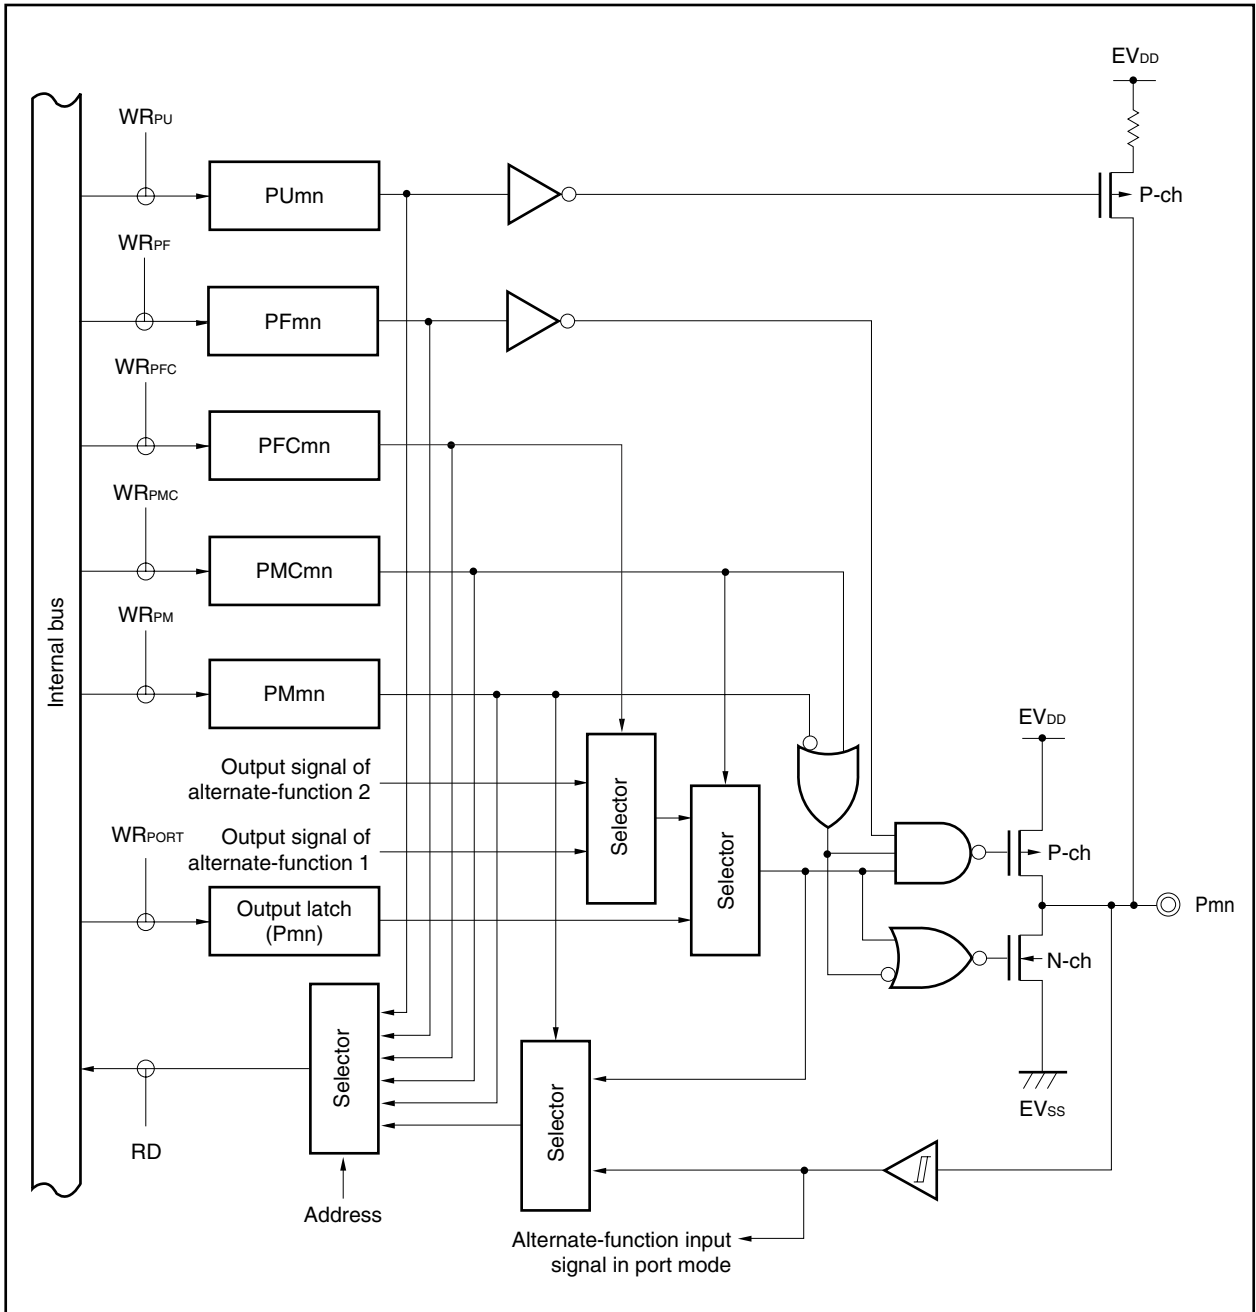 EVDD
WRPU
PUmn
P-ch
WRPF
PFmn
WRPFC
PFCmn
WRPMC
PMCmn
Internal bus
WRPM
PMmn
EVDD
Output signal of
alternate-function 2
Selector
WRPORT
Output signal of
alternate-function 1
Selector
P-ch
Output latch
(Pmn)
Pmn
N-ch
Selector
Selector
EVSS
RD
Address
Alternate-function input
signal in port mode